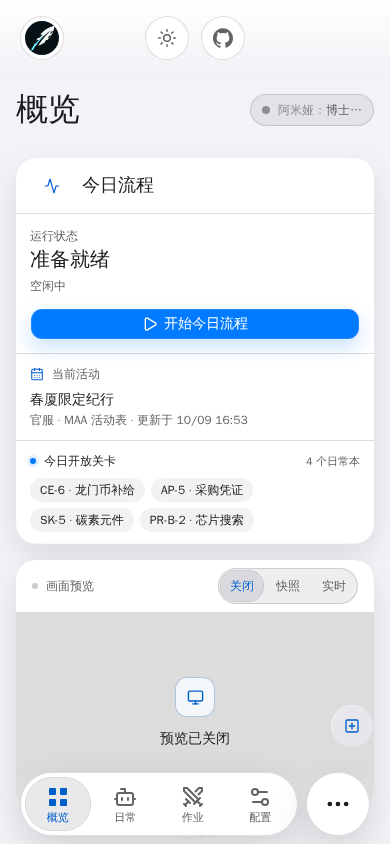 概览
阿米娅：博士…
今日流程
运行状态
准备就绪
空闲中
开始今日流程
当前活动
春厦限定纪行
官服 · MAA 活动表 · 更新于 10/09 16:53
今日开放关卡
4 个日常本
CE-6 · 龙门币补给
AP-5 · 采购凭证
SK-5 · 碳素元件
PR-B-2 · 芯片搜索
画面预览
关闭
快照
实时
预览已关闭
概览
日常
作业
配置